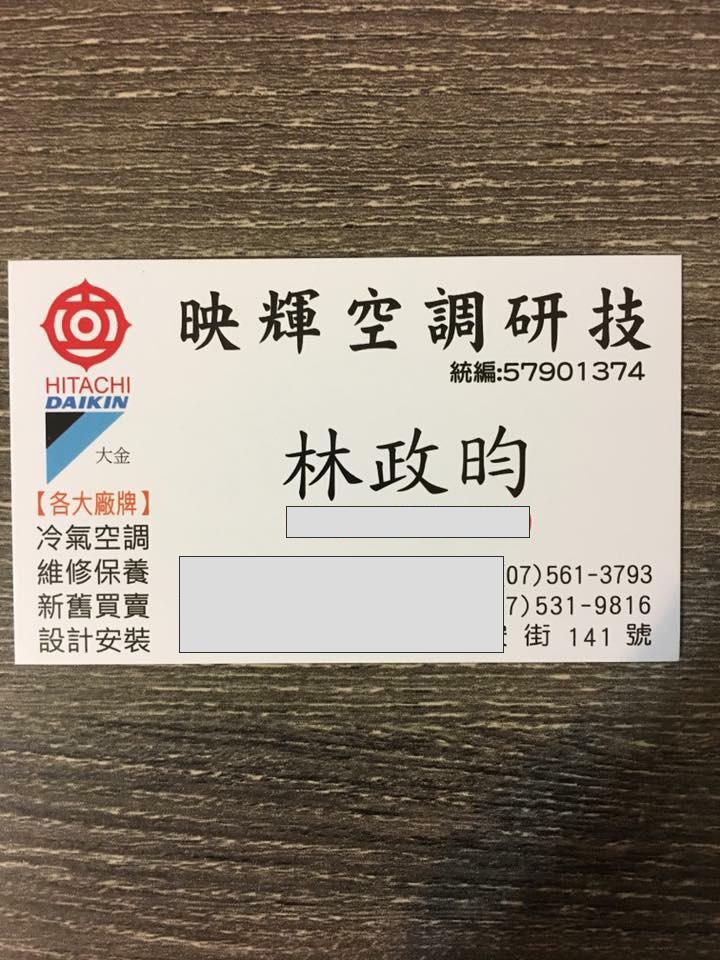 映輝空調研技
統編:57901374
HITACHI
DAIKIN
大金
林政昀
【各大廠牌】
冷氣空調
維修保養
新舊買賣
設計安裝
07)561-3793
7)531-9816
街 141 號